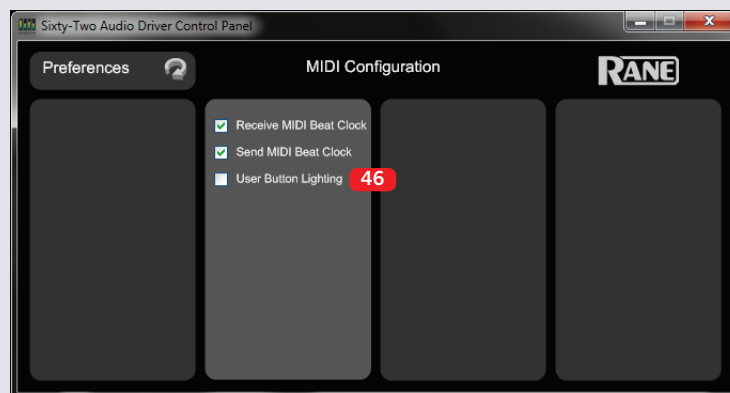 Sixty-Two Audio Driver Control Panel
Preferences
MIDI Configuration
RANE
Receive MIDI Beat Clock
Send MIDI Beat Clock
User Button Lighting 46